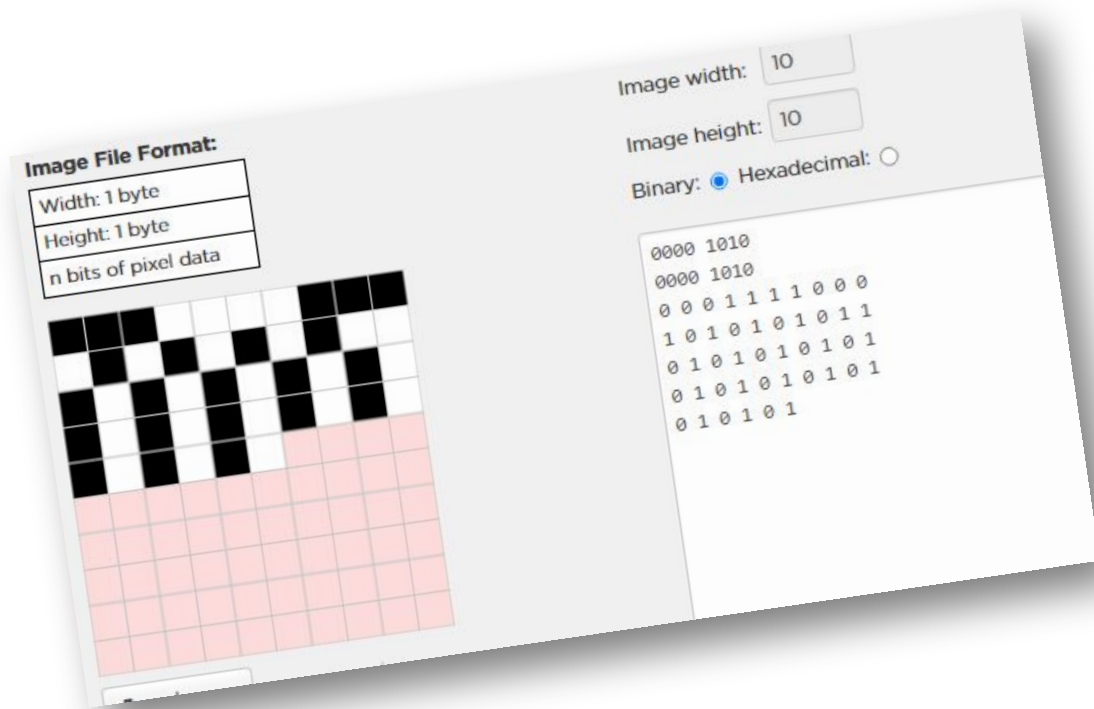 Image File Format:
Width: 1 byte
Height: 1 byte
n bits of pixel data
Image width: 10
Image height: 10
Binary: Hexadecimal:
0000 1010
0000 1010
0 0 0 1 1 1 1 0 0 0
1 0 1 0 1 0 1 0 1 1
0 1 0 1 0 1 0 1 0 1
0 1 0 1 0 1 0 1 0 1
0 1 0 1 0 1